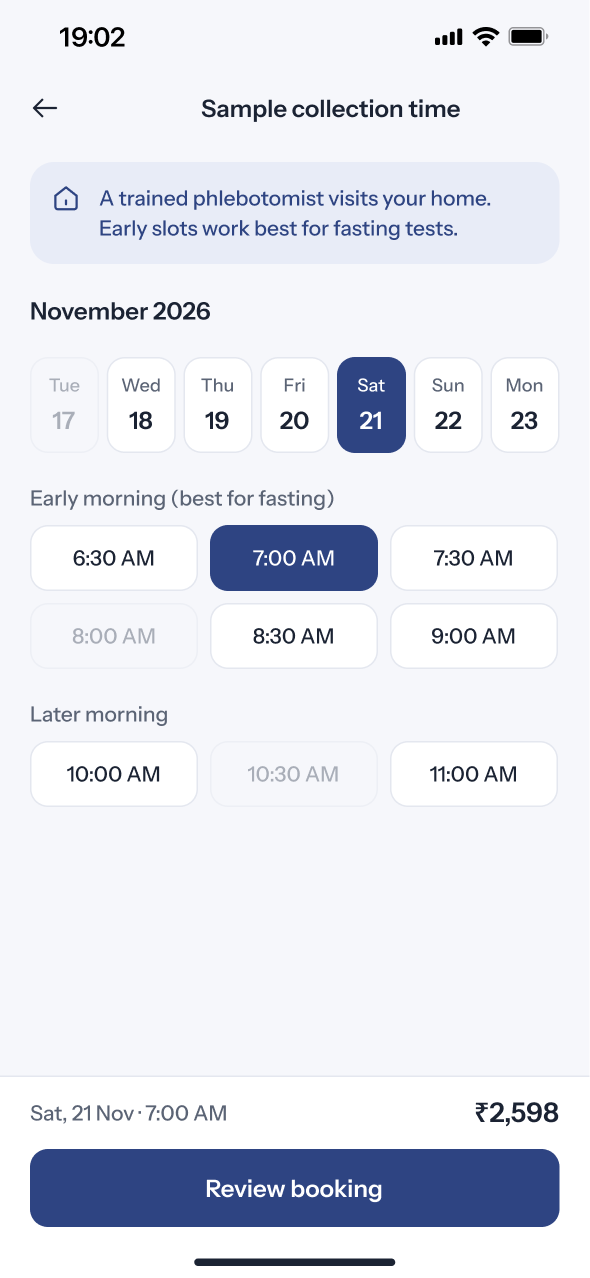 19:02
Sample collection time
A trained phlebotomist visits your home.
Early slots work best for fasting tests.
November 2026
Tue Wed Thu Fri Sat Sun Mon
17 18 19 20 21 22 23
Early morning (best for fasting)
6:30 AM 7:00 AM 7:30 AM
8:00 AM 8:30 AM 9:00 AM
Later morning
10:00 AM 10:30 AM 11:00 AM
Sat, 21 Nov · 7:00 AM ₹2,598
Review booking